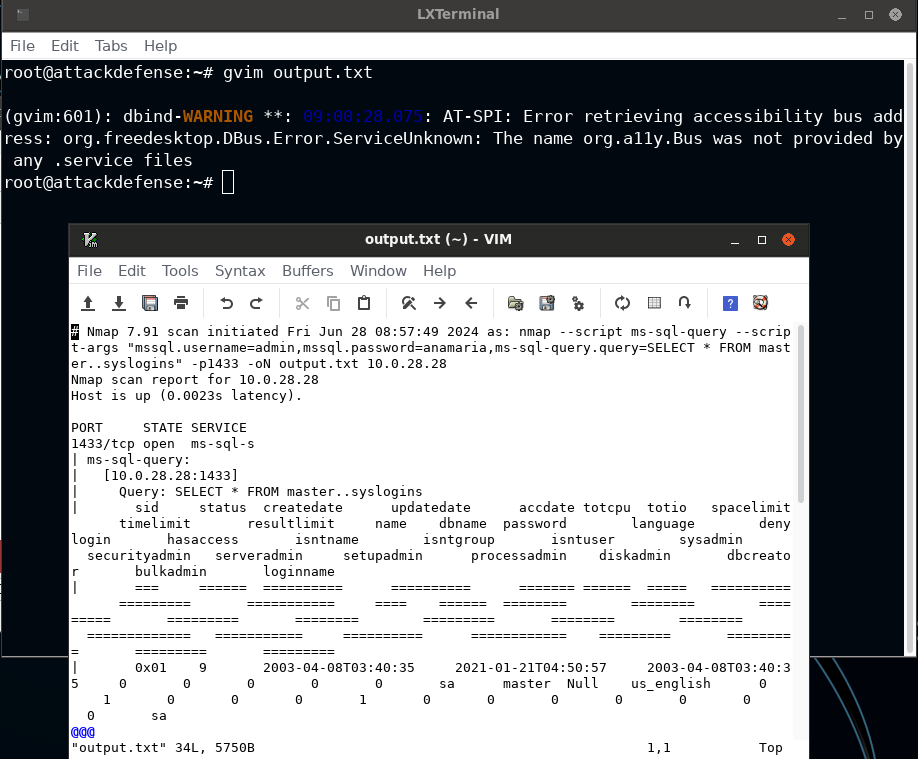 LXTerminal
File Edit Tabs Help
root@attackdefense:~# gvim output.txt
(gvim:601): dbind-WARNING **: 09:00:28.075: AT-SPI: Error retrieving accessibility bus add
ress: org.freedesktop.DBus.Error.ServiceUnknown: The name org.a11y.Bus was not provided by
any .service files
root@attackdefense:~#
output.txt (~) - VIM
File Edit Tools Syntax Buffers Window Help
# Nmap 7.91 scan initiated Fri Jun 28 08:57:49 2024 as: nmap --script ms-sql-query --scrip
t-args "mssql.username=admin,mssql.password=anamaria,ms-sql-query.query=SELECT * FROM mast
er..syslogins" -p1433 -oN output.txt 10.0.28.28
Nmap scan report for 10.0.28.28
Host is up (0.0023s latency).
PORT     STATE SERVICE
1433/tcp open  ms-sql-s
| ms-sql-query:
|   [10.0.28.28:1433]
|     Query: SELECT * FROM master..syslogins
|       sid     status  createdate      updatedate      accdate totcpu  totio   spacelimit
      timelimit       resultlimit     name    dbname  password        language        deny
login       hasaccess       isntname        isntgroup       isntuser        sysadmin
  securityadmin   serveradmin     setupadmin      processadmin    diskadmin       dbcreato
r       bulkadmin       loginname
|       ===     ======  ==========      ==========      ======= ======  =====   ==========
      =========       ===========     ====    ======  ========        ========        ====
=====       =========       ========        =========       ========        ========
  =============   ===========     ==========      ============    =========       ========
=       =========       =========
|       0x01    9       2003-04-08T03:40:35     2021-01-21T04:50:57     2003-04-08T03:40:3
5     0       0       0       0       0       sa      master  Null    us_english      0
    1       0       0       0       1       0       0       0       0       0       0
  0       sa
@@@
"output.txt" 34L, 5750B                                                 1,1           Top